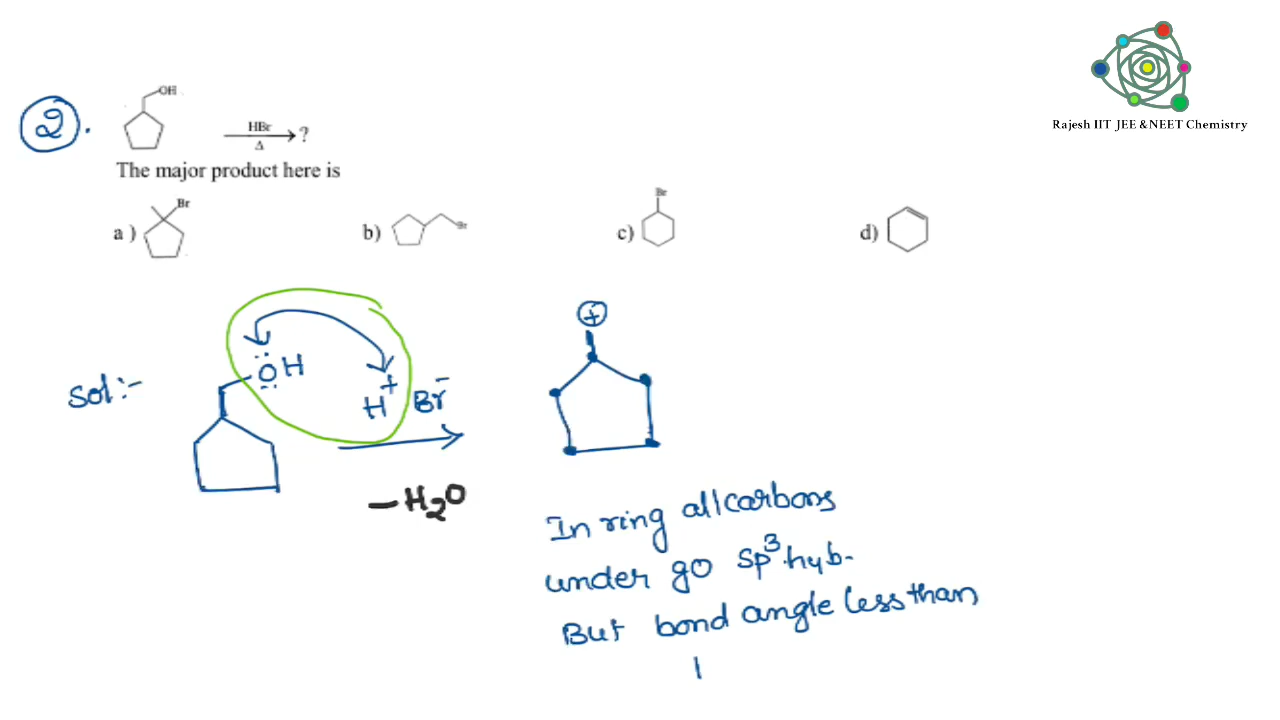 Rajesh IIT JEE &NEET Chemistry
2.
OH
HBr
Δ
?
The major product here is
a )
Br
b)
Br
c)
Br
d)
Sol:-
:OH
H+ Br-
-H2O
+
In ring all carbons
under go sp3 hyb.
But bond angle less than